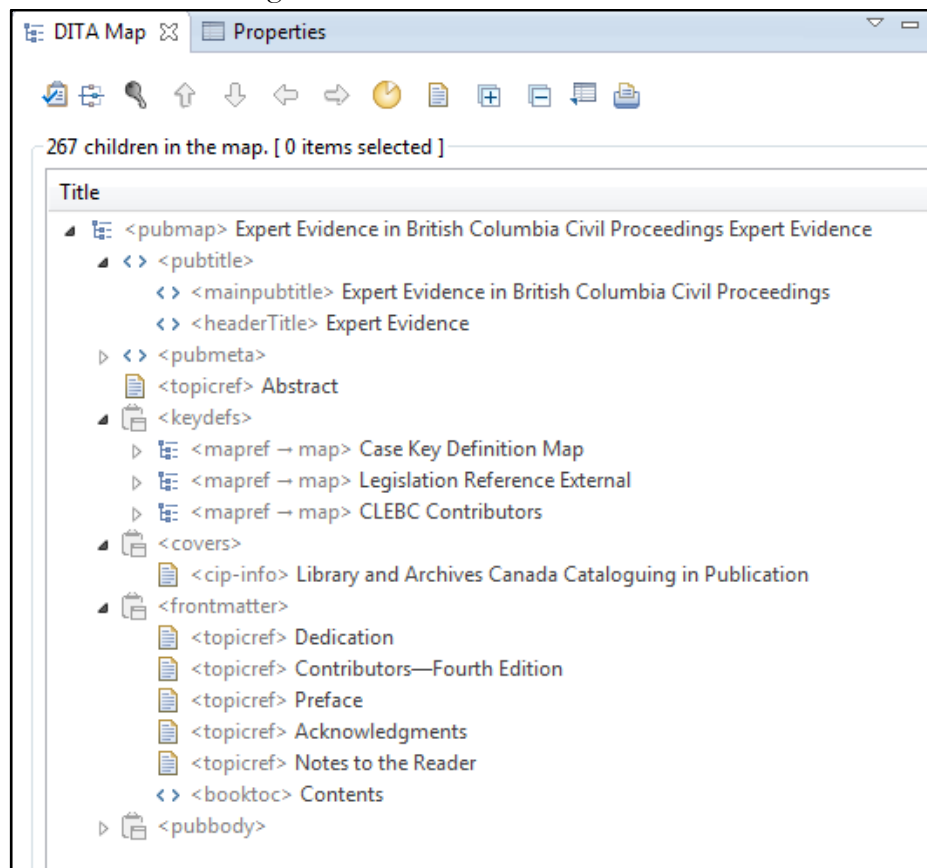 DITA Map Properties
267 children in the map. [ 0 items selected ]
Title
<pubmap> Expert Evidence in British Columbia Civil Proceedings Expert Evidence
<pubtitle>
<mainpubtitle> Expert Evidence in British Columbia Civil Proceedings
<headerTitle> Expert Evidence
<pubmeta>
<topicref> Abstract
<keydefs>
<mapref → map> Case Key Definition Map
<mapref → map> Legislation Reference External
<mapref → map> CLEBC Contributors
<covers>
<cip-info> Library and Archives Canada Cataloguing in Publication
<frontmatter>
<topicref> Dedication
<topicref> Contributors—Fourth Edition
<topicref> Preface
<topicref> Acknowledgments
<topicref> Notes to the Reader
<booktoc> Contents
<pubbody>